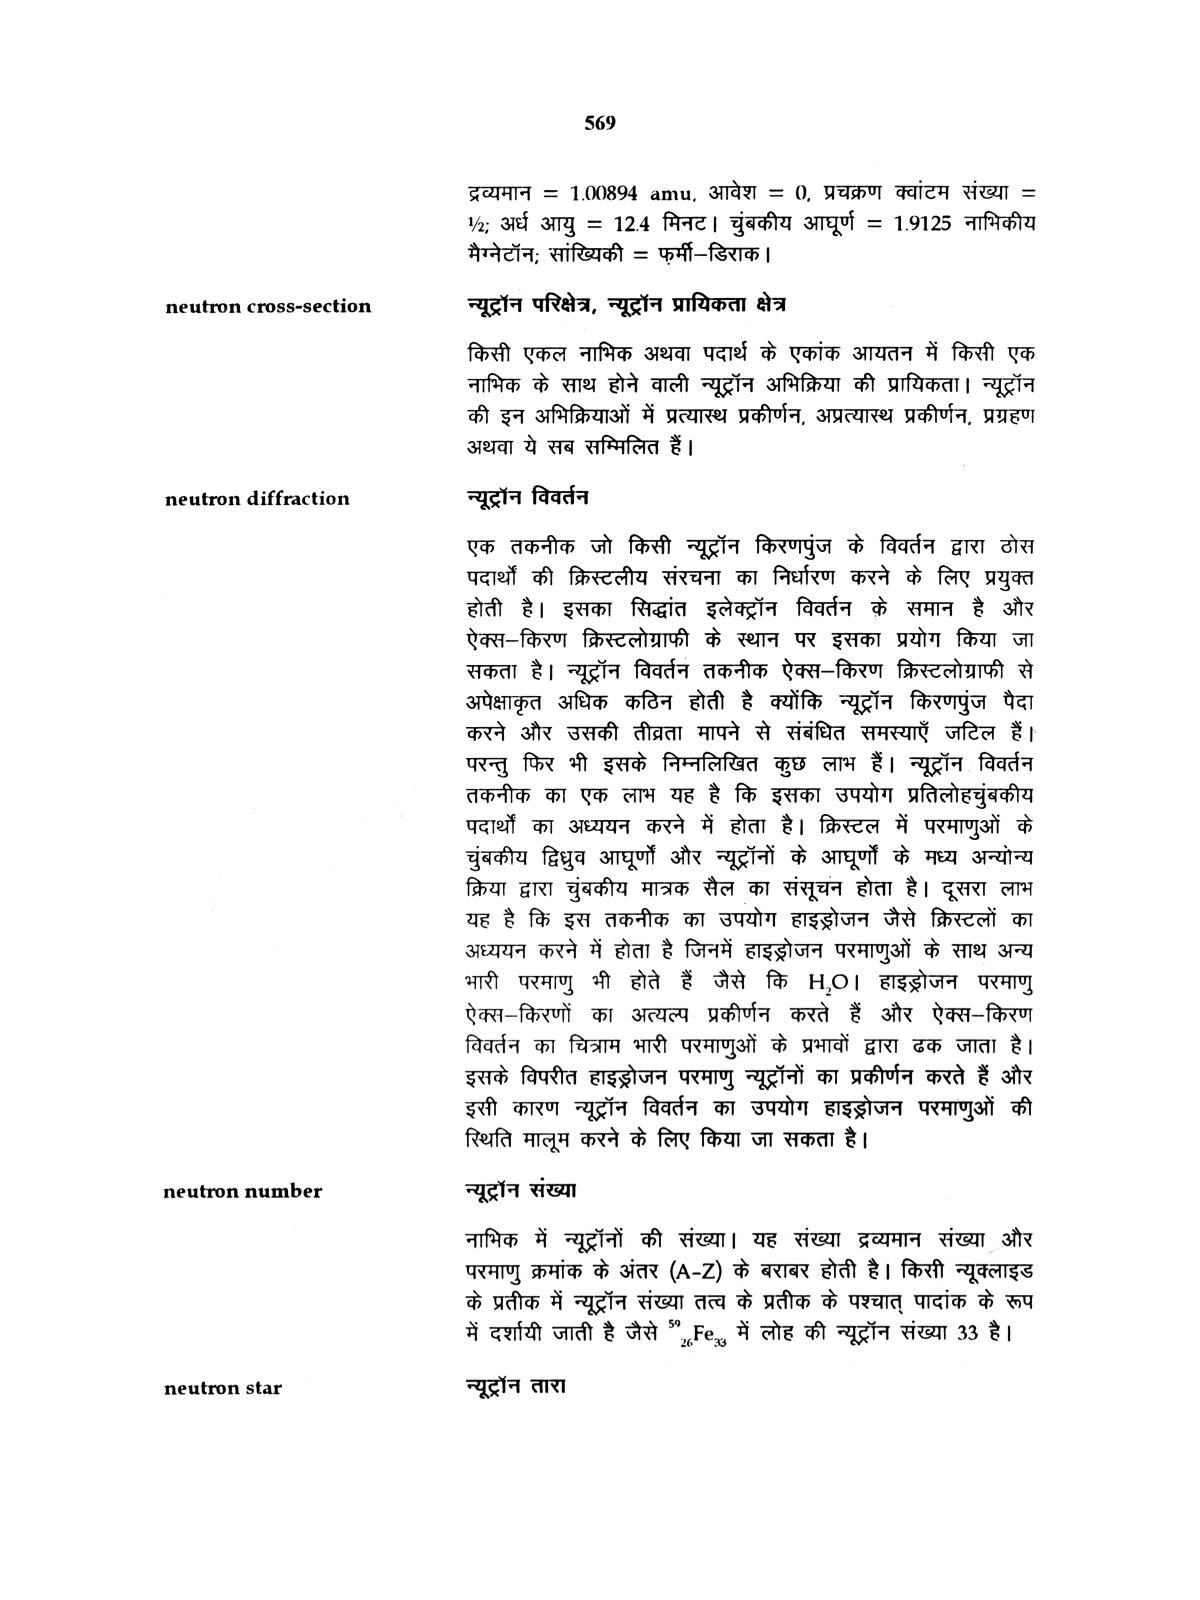 569
द्रव्यमान = 1.00894 amu, आवेश = 0, प्रचक्रण क्वांटम संख्या =
½; अर्ध आयु = 12.4 मिनट। चुंबकीय आघूर्ण = 1.9125 नाभिकीय
मैग्नेटॉन; सांख्यिकी = फ़र्मी–डिराक।
neutron cross-section न्यूट्रॉन परिक्षेत्र, न्यूट्रॉन प्रायिकता क्षेत्र
किसी एकल नाभिक अथवा पदार्थ के एकांक आयतन में किसी एक
नाभिक के साथ होने वाली न्यूट्रॉन अभिक्रिया की प्रायिकता। न्यूट्रॉन
की इन अभिक्रियाओं में प्रत्यास्थ प्रकीर्णन, अप्रत्यास्थ प्रकीर्णन, प्रग्रहण
अथवा ये सब सम्मिलित हैं।
neutron diffraction न्यूट्रॉन विवर्तन
एक तकनीक जो किसी न्यूट्रॉन किरणपुंज के विवर्तन द्वारा ठोस
पदार्थों की क्रिस्टलीय संरचना का निर्धारण करने के लिए प्रयुक्त
होती है। इसका सिद्धांत इलेक्ट्रॉन विवर्तन के समान है और
ऐक्स–किरण क्रिस्टलोग्राफी के स्थान पर इसका प्रयोग किया जा
सकता है। न्यूट्रॉन विवर्तन तकनीक ऐक्स–किरण क्रिस्टलोग्राफी से
अपेक्षाकृत अधिक कठिन होती है क्योंकि न्यूट्रॉन किरणपुंज पैदा
करने और उसकी तीव्रता मापने से संबंधित समस्याएँ जटिल हैं।
परन्तु फिर भी इसके निम्नलिखित कुछ लाभ हैं। न्यूट्रॉन विवर्तन
तकनीक का एक लाभ यह है कि इसका उपयोग प्रतिलोहचुंबकीय
पदार्थों का अध्ययन करने में होता है। क्रिस्टल में परमाणुओं के
चुंबकीय द्विध्रुव आघूर्णों और न्यूट्रॉनों के आघूर्णों के मध्य अन्योन्य
क्रिया द्वारा चुंबकीय मात्रक सैल का संसूचन होता है। दूसरा लाभ
यह है कि इस तकनीक का उपयोग हाइड्रोजन जैसे क्रिस्टलों का
अध्ययन करने में होता है जिनमें हाइड्रोजन परमाणुओं के साथ अन्य
भारी परमाणु भी होते हैं जैसे कि H₂O। हाइड्रोजन परमाणु
ऐक्स–किरणों का अत्यल्प प्रकीर्णन करते हैं और ऐक्स–किरण
विवर्तन का चित्राम भारी परमाणुओं के प्रभावों द्वारा ढक जाता है।
इसके विपरीत हाइड्रोजन परमाणु न्यूट्रॉनों का प्रकीर्णन करते हैं और
इसी कारण न्यूट्रॉन विवर्तन का उपयोग हाइड्रोजन परमाणुओं की
स्थिति मालूम करने के लिए किया जा सकता है।
neutron number न्यूट्रॉन संख्या
नाभिक में न्यूट्रॉनों की संख्या। यह संख्या द्रव्यमान संख्या और
परमाणु क्रमांक के अंतर (A–Z) के बराबर होती है। किसी न्यूक्लाइड
के प्रतीक में न्यूट्रॉन संख्या तत्व के प्रतीक के पश्चात् पादांक के रूप
में दर्शायी जाती है जैसे ⁵⁹₂₆Fe₃₃ में लोह की न्यूट्रॉन संख्या 33 है।
neutron star न्यूट्रॉन तारा